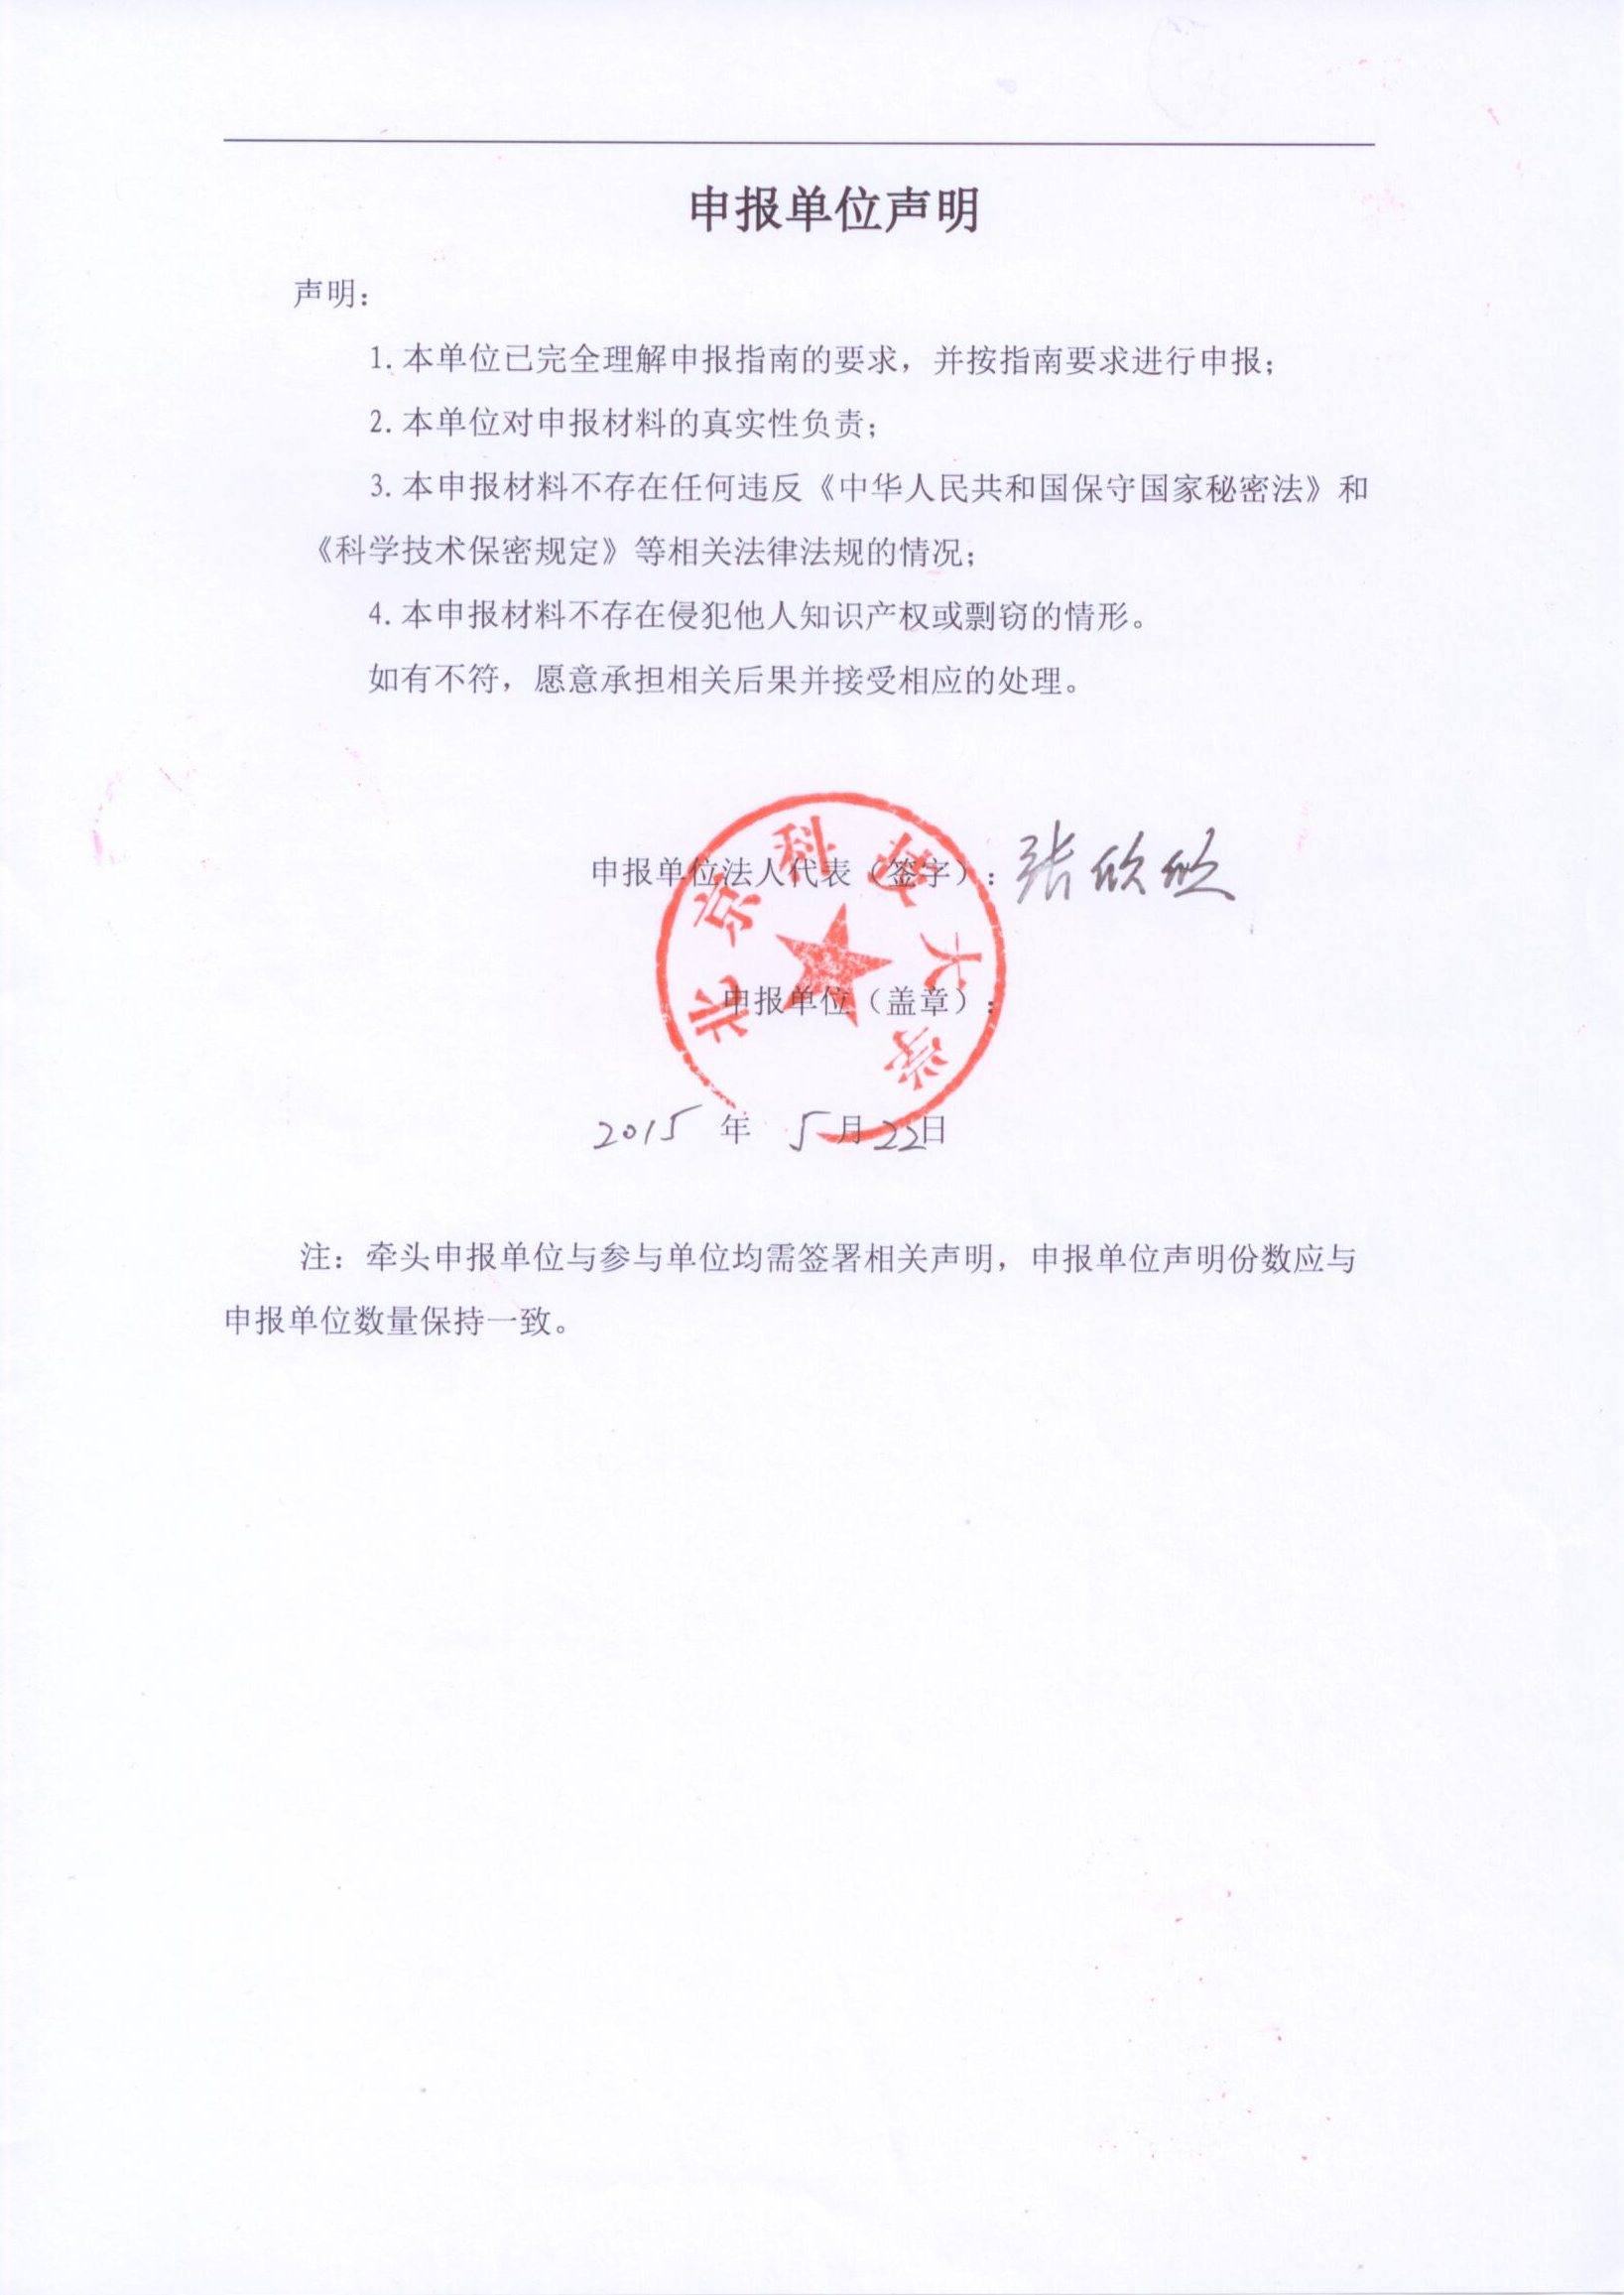 申报单位声明
声明：
1.本单位已完全理解申报指南的要求，并按指南要求进行申报；
2.本单位对申报材料的真实性负责；
3.本申报材料不存在任何违反《中华人民共和国保守国家秘密法》和
《科学技术保密规定》等相关法律法规的情况；
4.本申报材料不存在侵犯他人知识产权或剽窃的情形。
如有不符，愿意承担相关后果并接受相应的处理。
申报单位法人代表（签字）：张欣欣
北京科技大学
申报单位（盖章）：
2015 年 5月22日
注：牵头申报单位与参与单位均需签署相关声明，申报单位声明份数应与
申报单位数量保持一致。